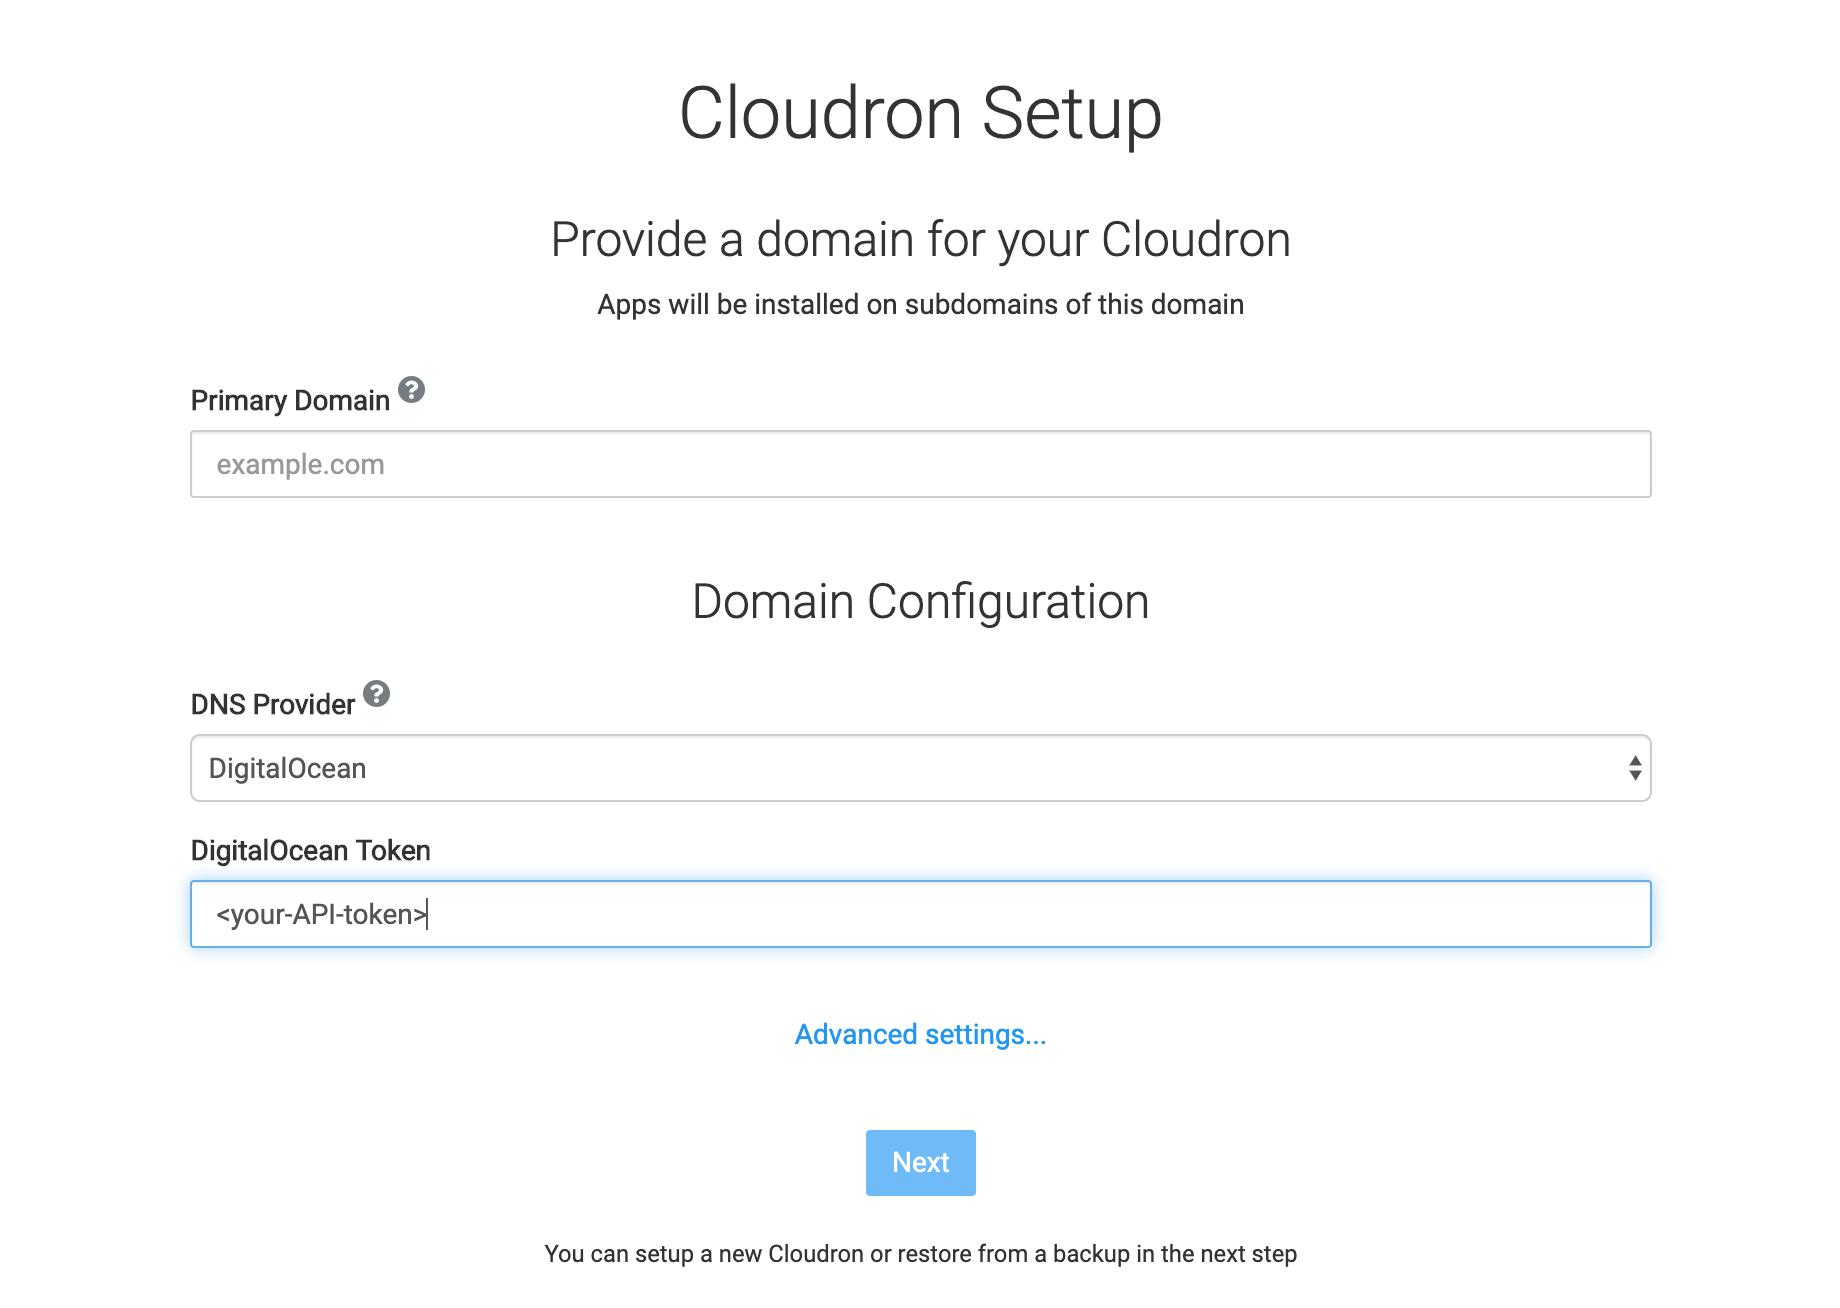 Cloudron Setup
Provide a domain for your Cloudron
Apps will be installed on subdomains of this domain
Primary Domain ?
example.com
Domain Configuration
DNS Provider ?
DigitalOcean
DigitalOcean Token
<your-API-token>
Advanced settings...
Next
You can setup a new Cloudron or restore from a backup in the next step